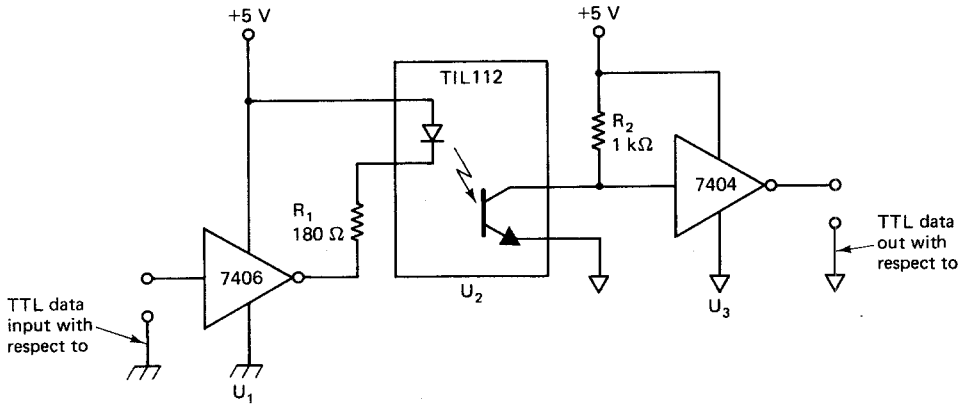 +5 V
+5 V
TIL112
R2
1 kΩ
7404
R1
180 Ω
7406
TTL data
out with
respect to
TTL data
input with
respect to
U2
U3
U1